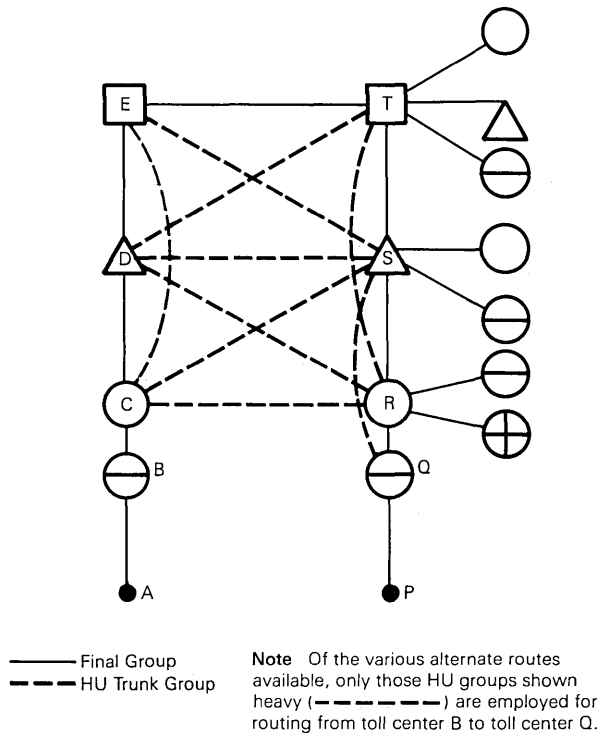 E
T
D
S
C
R
B
Q
A
P
Final Group
HU Trunk Group
Note Of the various alternate routes
available, only those HU groups shown
heavy (– – – – – –) are employed for
routing from toll center B to toll center Q.